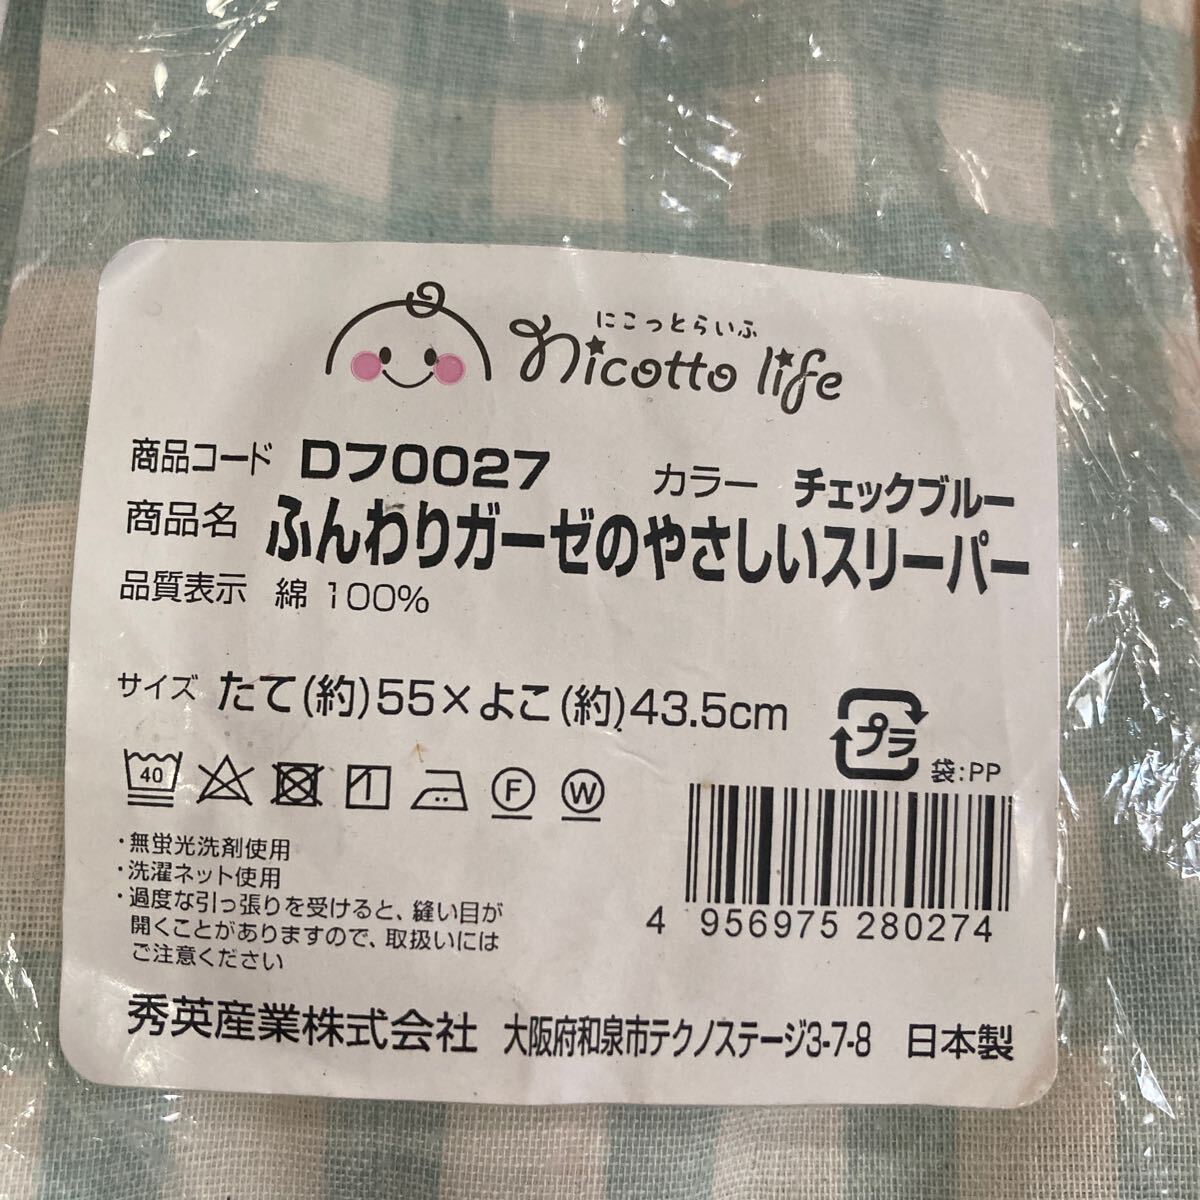 にこっとらいふ
nicotto life
商品コード D70027 カラー チェックブルー
商品名 ふんわりガーゼのやさしいスリーパー
品質表示 綿 100%
サイズ たて(約)55×よこ(約)43.5cm
プラ
袋:PP
40 F W
・無蛍光洗剤使用
・洗濯ネット使用
・過度な引っ張りを受けると、縫い目が
開くことがありますので、取扱いには
ご注意ください
4 956975 280274
秀英産業株式会社 大阪府和泉市テクノステージ3-7-8 日本製